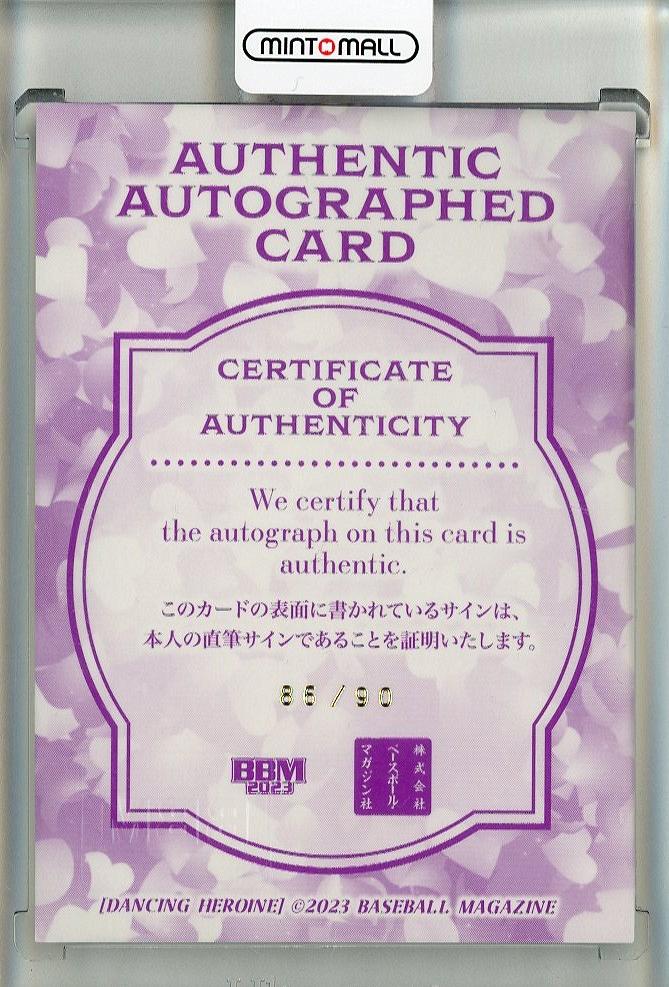 MINT MALL
AUTHENTIC
AUTOGRAPHED
CARD
CERTIFICATE
OF
AUTHENTICITY
We certify that
the autograph on this card is
authentic.
このカードの表面に書かれているサインは、
本人の直筆サインであることを証明いたします。
86/90
BBM
2023
株式会社
ベースボール・
マガジン社
[DANCING HEROINE] ©2023 BASEBALL MAGAZINE